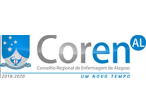 Coren AL
Conselho Regional de Enfermagem de Alagoas
2018-2020 UM NOVO TEMPO